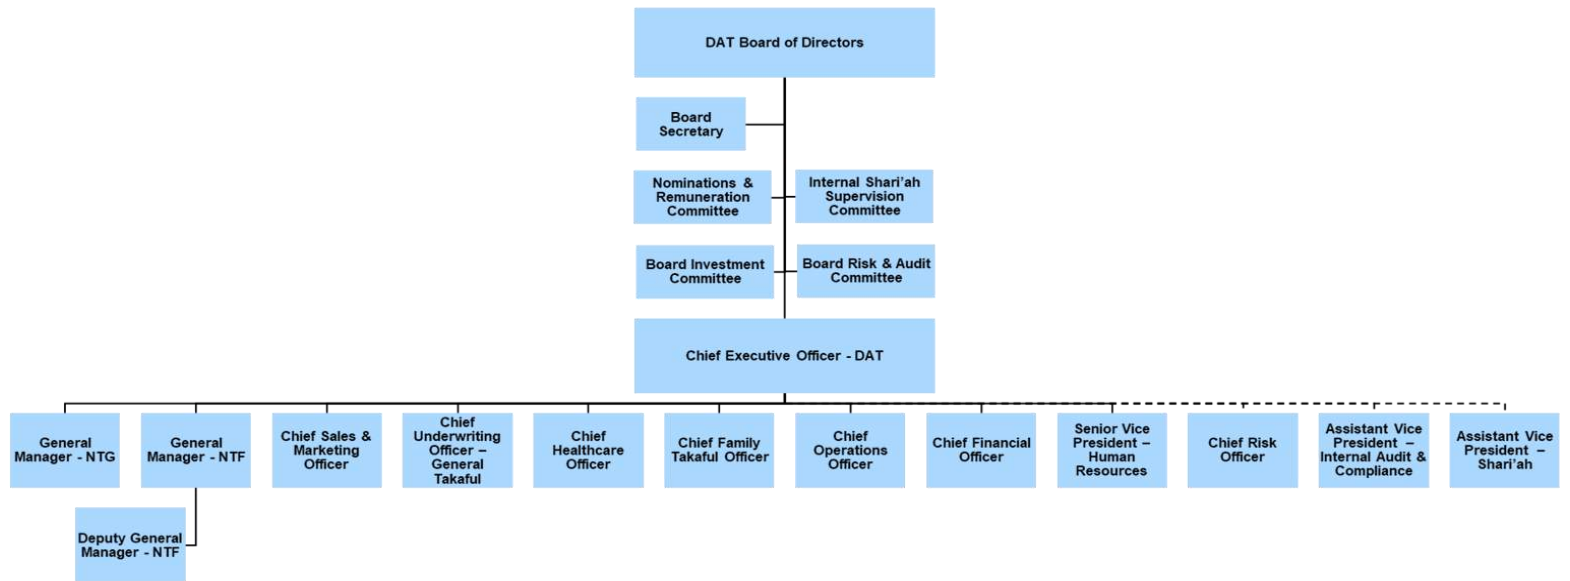 DAT Board of Directors
Board
Secretary
Nominations &
Remuneration
Committee
Internal Shari'ah
Supervision
Committee
Board Investment
Committee
Board Risk & Audit
Committee
Chief Executive Officer - DAT
General
Manager - NTG
General
Manager - NTF
Chief Sales &
Marketing
Officer
Chief
Underwriting
Officer –
General
Takaful
Chief
Healthcare
Officer
Chief Family
Takaful Officer
Chief
Operations
Officer
Chief Financial
Officer
Senior Vice
President –
Human
Resources
Chief Risk
Officer
Assistant Vice
President –
Internal Audit &
Compliance
Assistant Vice
President –
Shari'ah
Deputy General
Manager - NTF